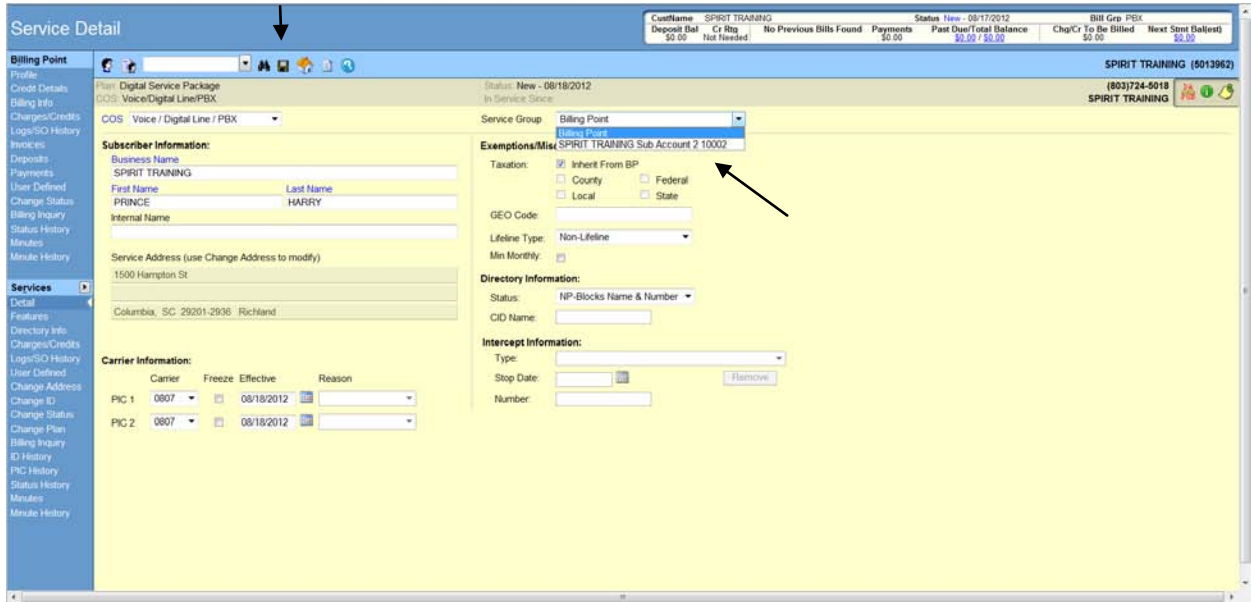 Service Detail
CustName SPIRIT TRAINING Status New - 08/17/2012 Bill Grp PBX
Deposit Bal Cr Rtg No Previous Bills Found Payments Past Due/Total Balance Chg/Cr To Be Billed Next Stmt Bal(est)
$0.00 Not Needed $0.00 $0.00 / $0.00 $0.00 $0.00
Billing Point
Profile
Credit Details
Billing Info
Charges/Credits
Logs/SO History
Invoices
Deposits
Payments
User Defined
Change Status
Billing Inquiry
Status History
Minutes
Minute History
Services
Detail
Features
Directory Info
Charges/Credits
Logs/SO History
User Defined
Change Address
Change ID
Change Status
Change Plan
Billing Inquiry
ID History
PIC History
Status History
Minutes
Minute History
SPIRIT TRAINING (5013962)
Plan: Digital Service Package Status: New - 08/18/2012 (803)724-5018
COS: Voice/Digital Line/PBX In Service Since: SPIRIT TRAINING
COS Voice / Digital Line / PBX Service Group Billing Point
Billing Point
SPIRIT TRAINING Sub Account 2 10002
Subscriber Information:
Business Name
SPIRIT TRAINING
First Name Last Name
PRINCE HARRY
Internal Name
Service Address (use Change Address to modify)
1500 Hampton St
Columbia, SC 29201-2936 Richland
Carrier Information:
Carrier Freeze Effective Reason
PIC 1 0807 08/18/2012
PIC 2 0807 08/18/2012
Exemptions/Misc
Taxation: Inherit From BP
County Federal
Local State
GEO Code:
Lifeline Type: Non-Lifeline
Min Monthly:
Directory Information:
Status: NP-Blocks Name & Number
CID Name:
Intercept Information:
Type:
Stop Date: Remove
Number: